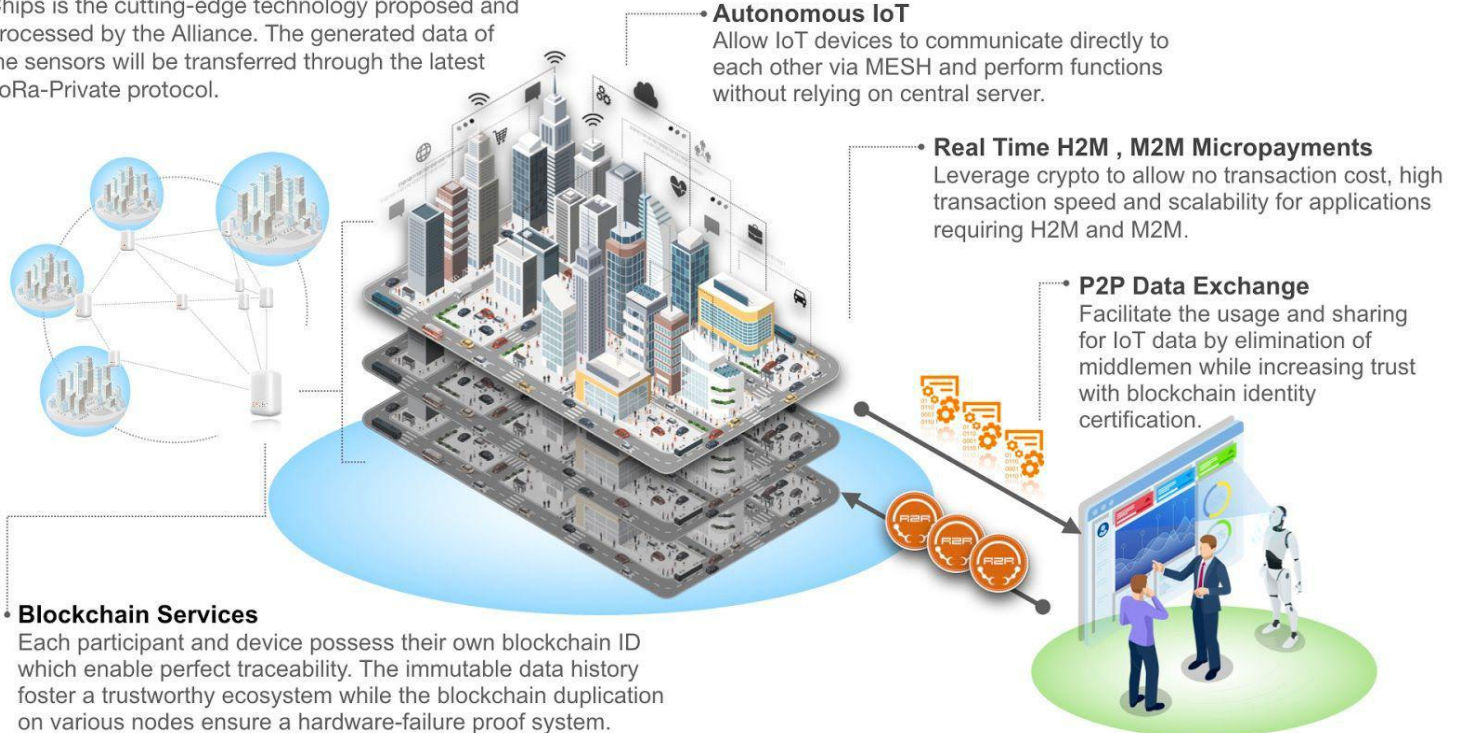 hips is the cutting-edge technology proposed and
rocessed by the Alliance. The generated data of
he sensors will be transferred through the latest
oRa-Private protocol.
Autonomous IoT
Allow IoT devices to communicate directly to
each other via MESH and perform functions
without relying on central server.
Real Time H2M , M2M Micropayments
Leverage crypto to allow no transaction cost, high
transaction speed and scalability for applications
requiring H2M and M2M.
P2P Data Exchange
Facilitate the usage and sharing
for IoT data by elimination of
middlemen while increasing trust
with blockchain identity
certification.
R2R
R2R
R2R
Blockchain Services
Each participant and device possess their own blockchain ID
which enable perfect traceability. The immutable data history
foster a trustworthy ecosystem while the blockchain duplication
on various nodes ensure a hardware-failure proof system.